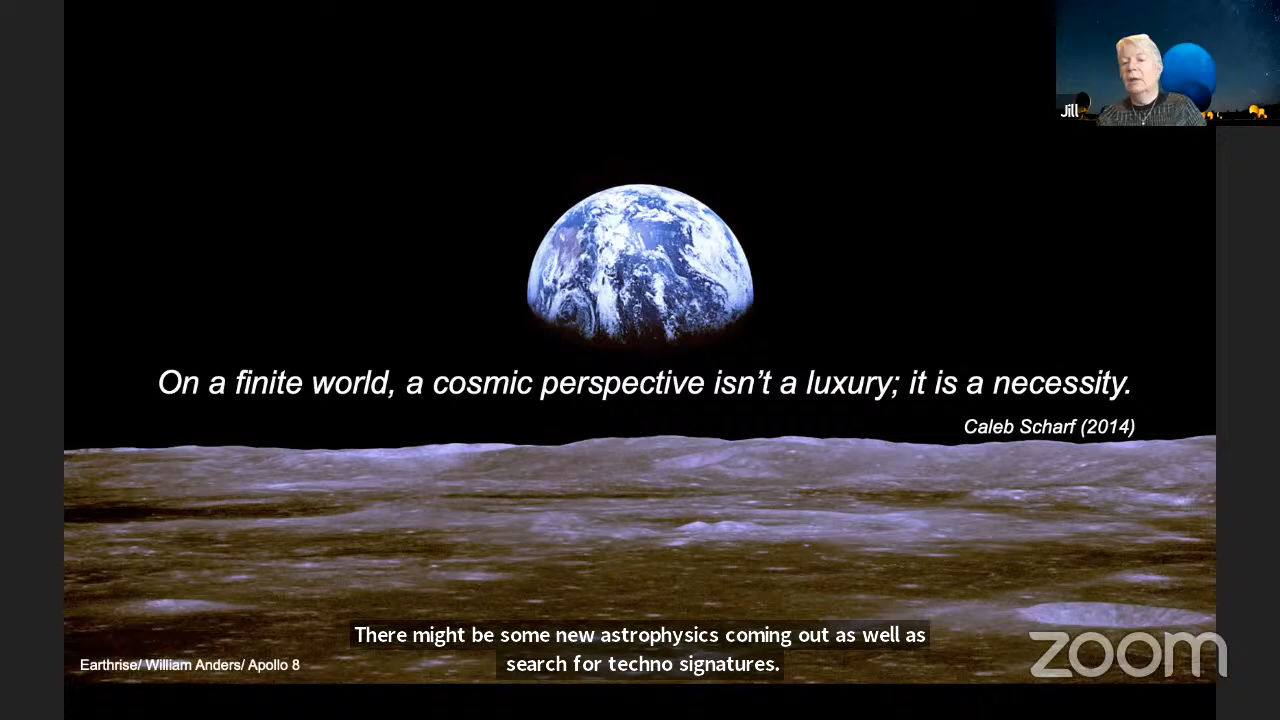 Jill
On a finite world, a cosmic perspective isn't a luxury; it is a necessity.
Caleb Scharf (2014)
There might be some new astrophysics coming out as well as
search for techno signatures.
Earthrise/ William Anders/ Apollo 8
zoom